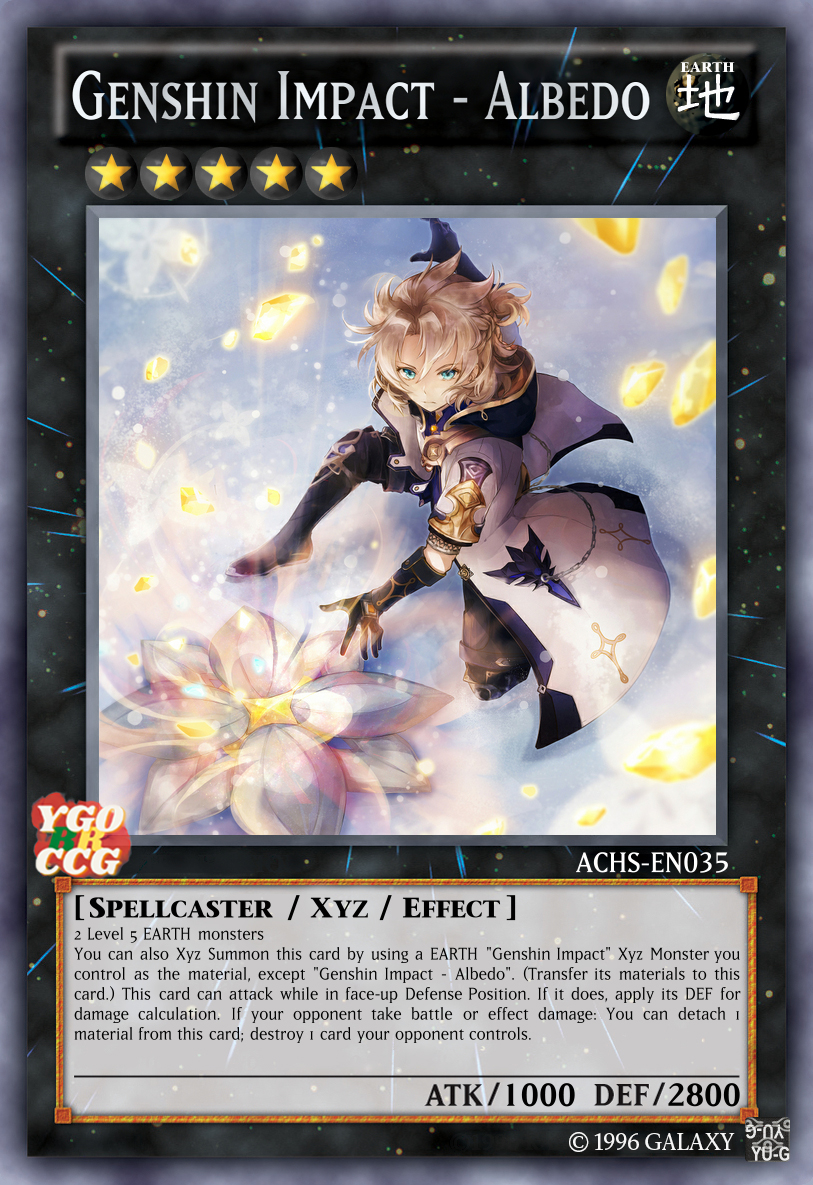 GENSHIN IMPACT - ALBEDO
EARTH
地
YGO
RR
CCG
ACHS-EN035
[ SPELLCASTER / XYZ / EFFECT ]
2 Level 5 EARTH monsters
You can also Xyz Summon this card by using a EARTH "Genshin Impact" Xyz Monster you
control as the material, except "Genshin Impact - Albedo". (Transfer its materials to this
card.) This card can attack while in face-up Defense Position. If it does, apply its DEF for
damage calculation. If your opponent take battle or effect damage: You can detach 1
material from this card; destroy 1 card your opponent controls.
ATK/1000 DEF/2800
© 1996 GALAXY
YU-G
YU-G